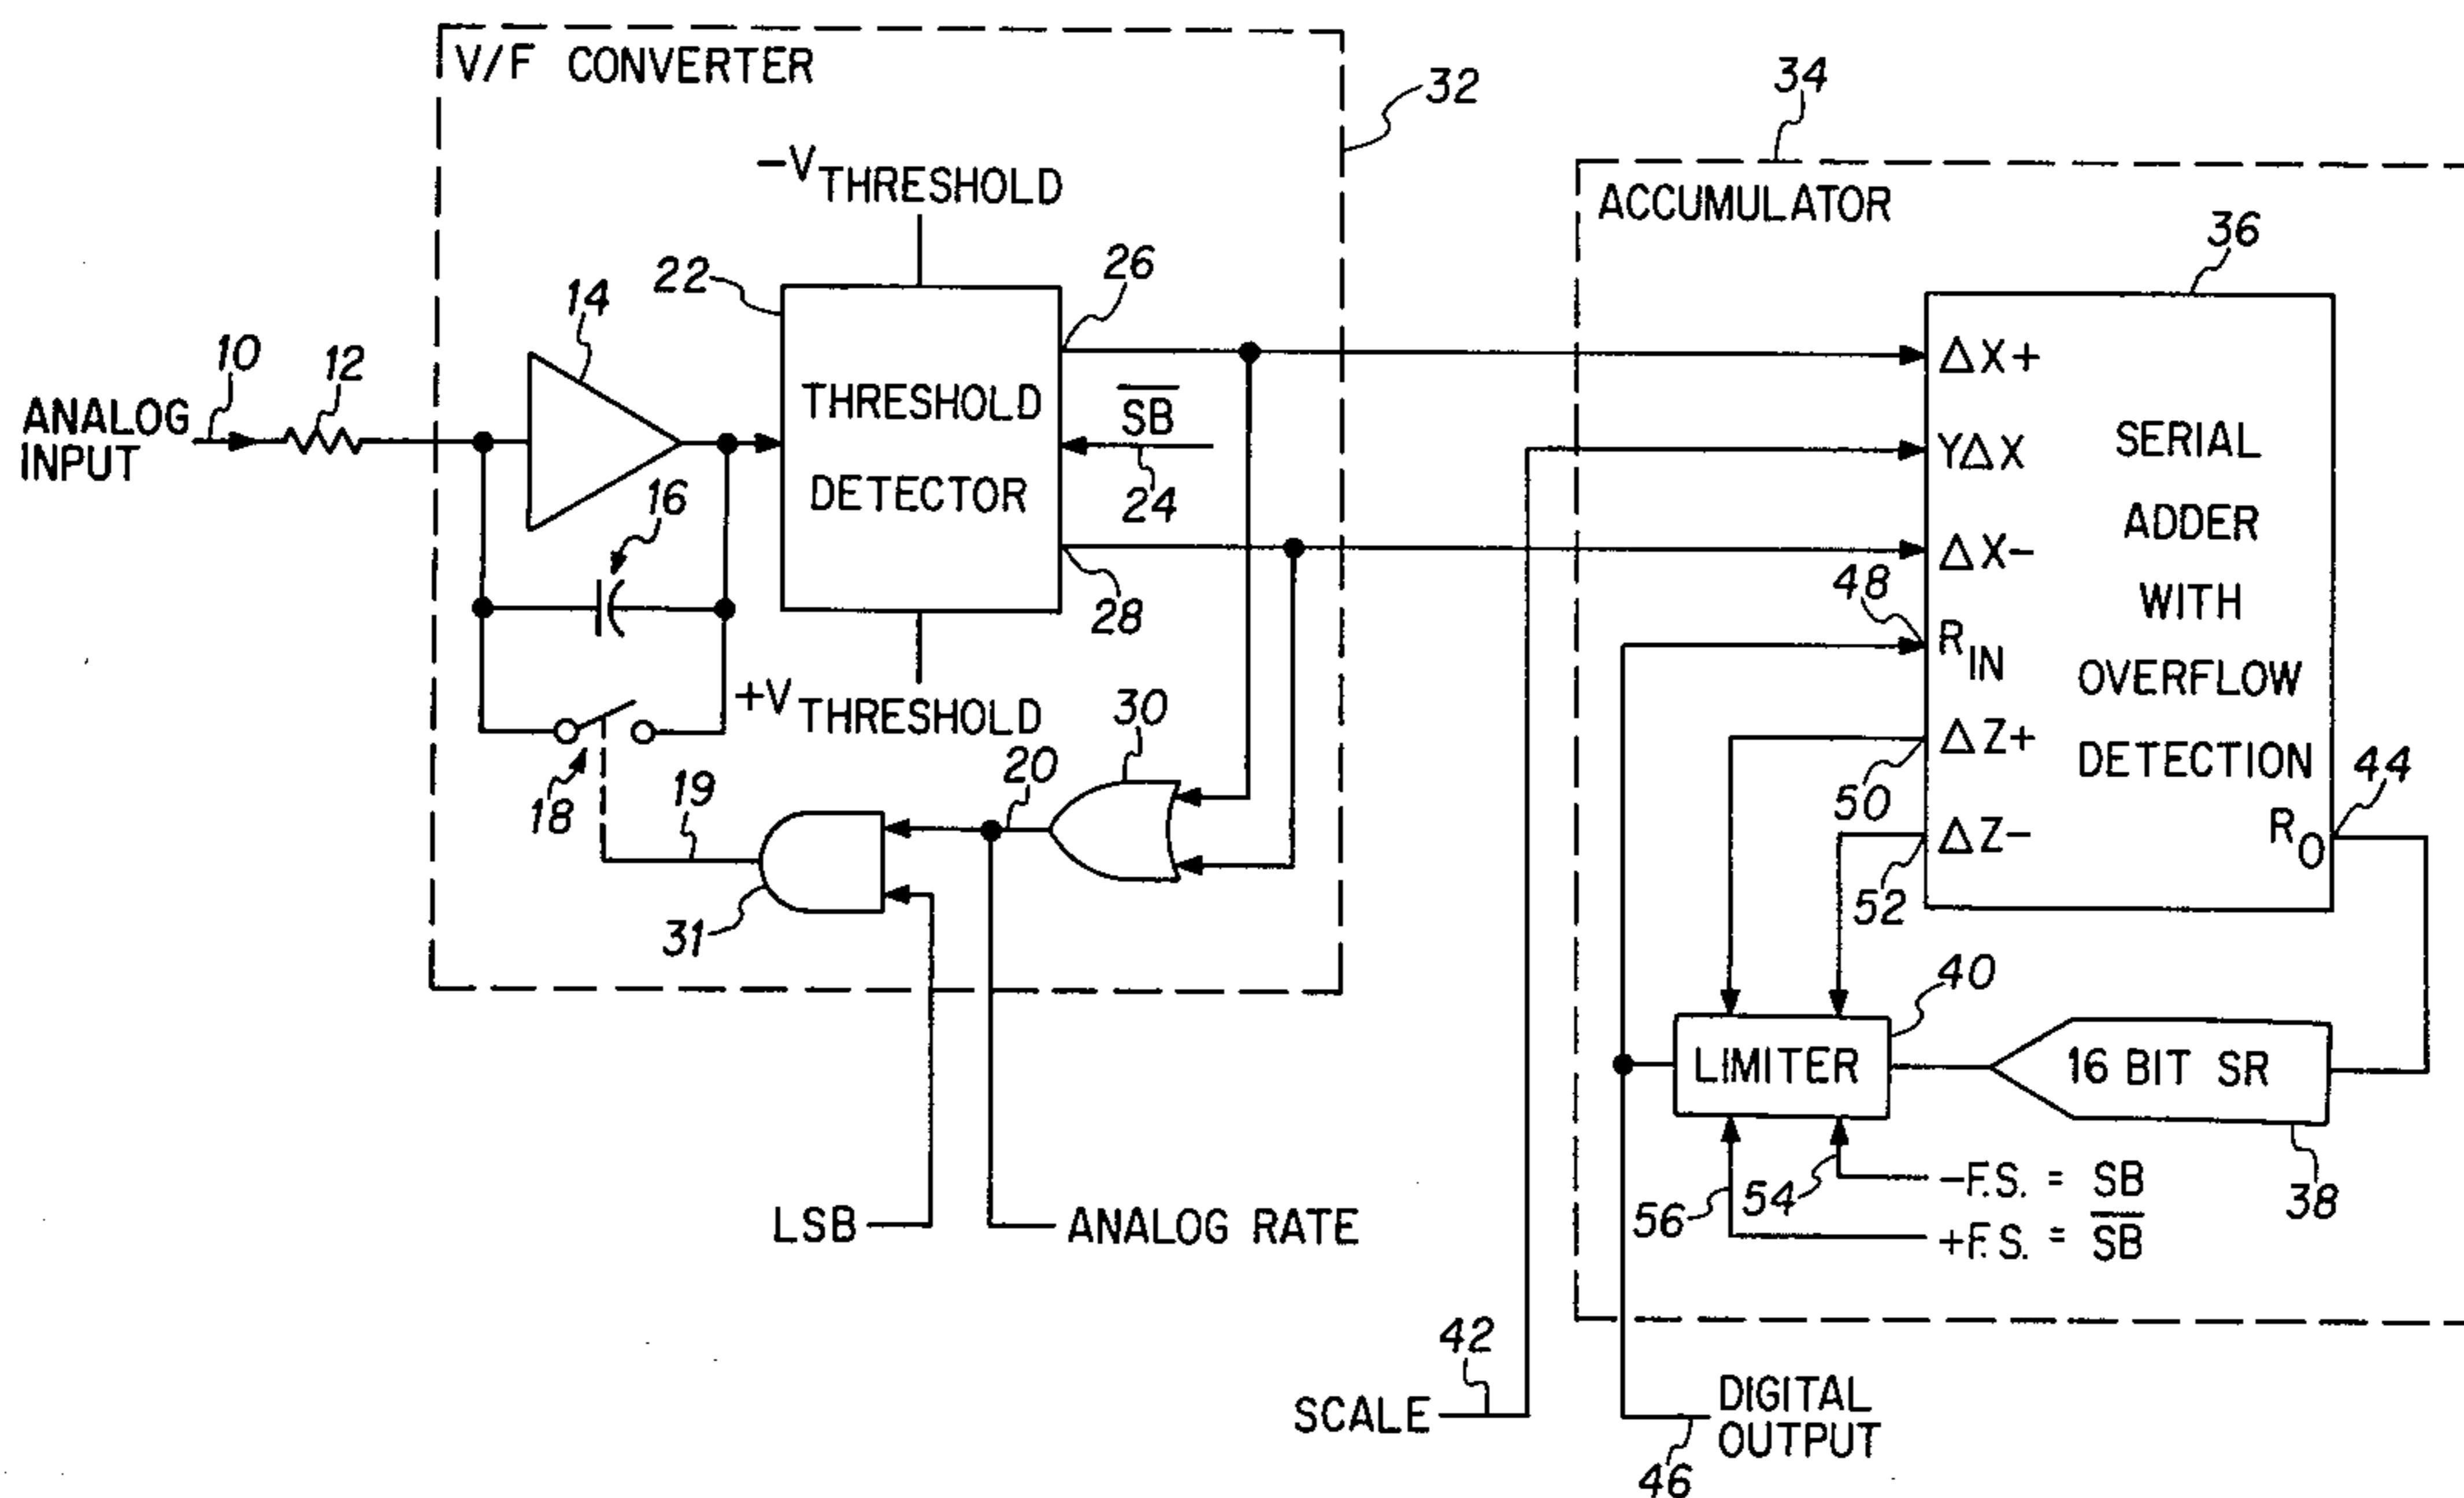 V/F CONVERTER
32
34
ACCUMULATOR
-V THRESHOLD
36
22
26
14
10
12
ANALOG
INPUT
THRESHOLD
DETECTOR
S̅B̅
24
16
28
+V THRESHOLD
ΔX+
YΔX
ΔX-
48
R IN
ΔZ+
50
ΔZ-
52
SERIAL
ADDER
WITH
OVERFLOW
DETECTION
R O
44
30
20
19
18
31
40
LIMITER
16 BIT SR
38
-F.S. = SB
54
56
+F.S. = S̅B̅
LSB
ANALOG RATE
42
SCALE
DIGITAL
OUTPUT
46